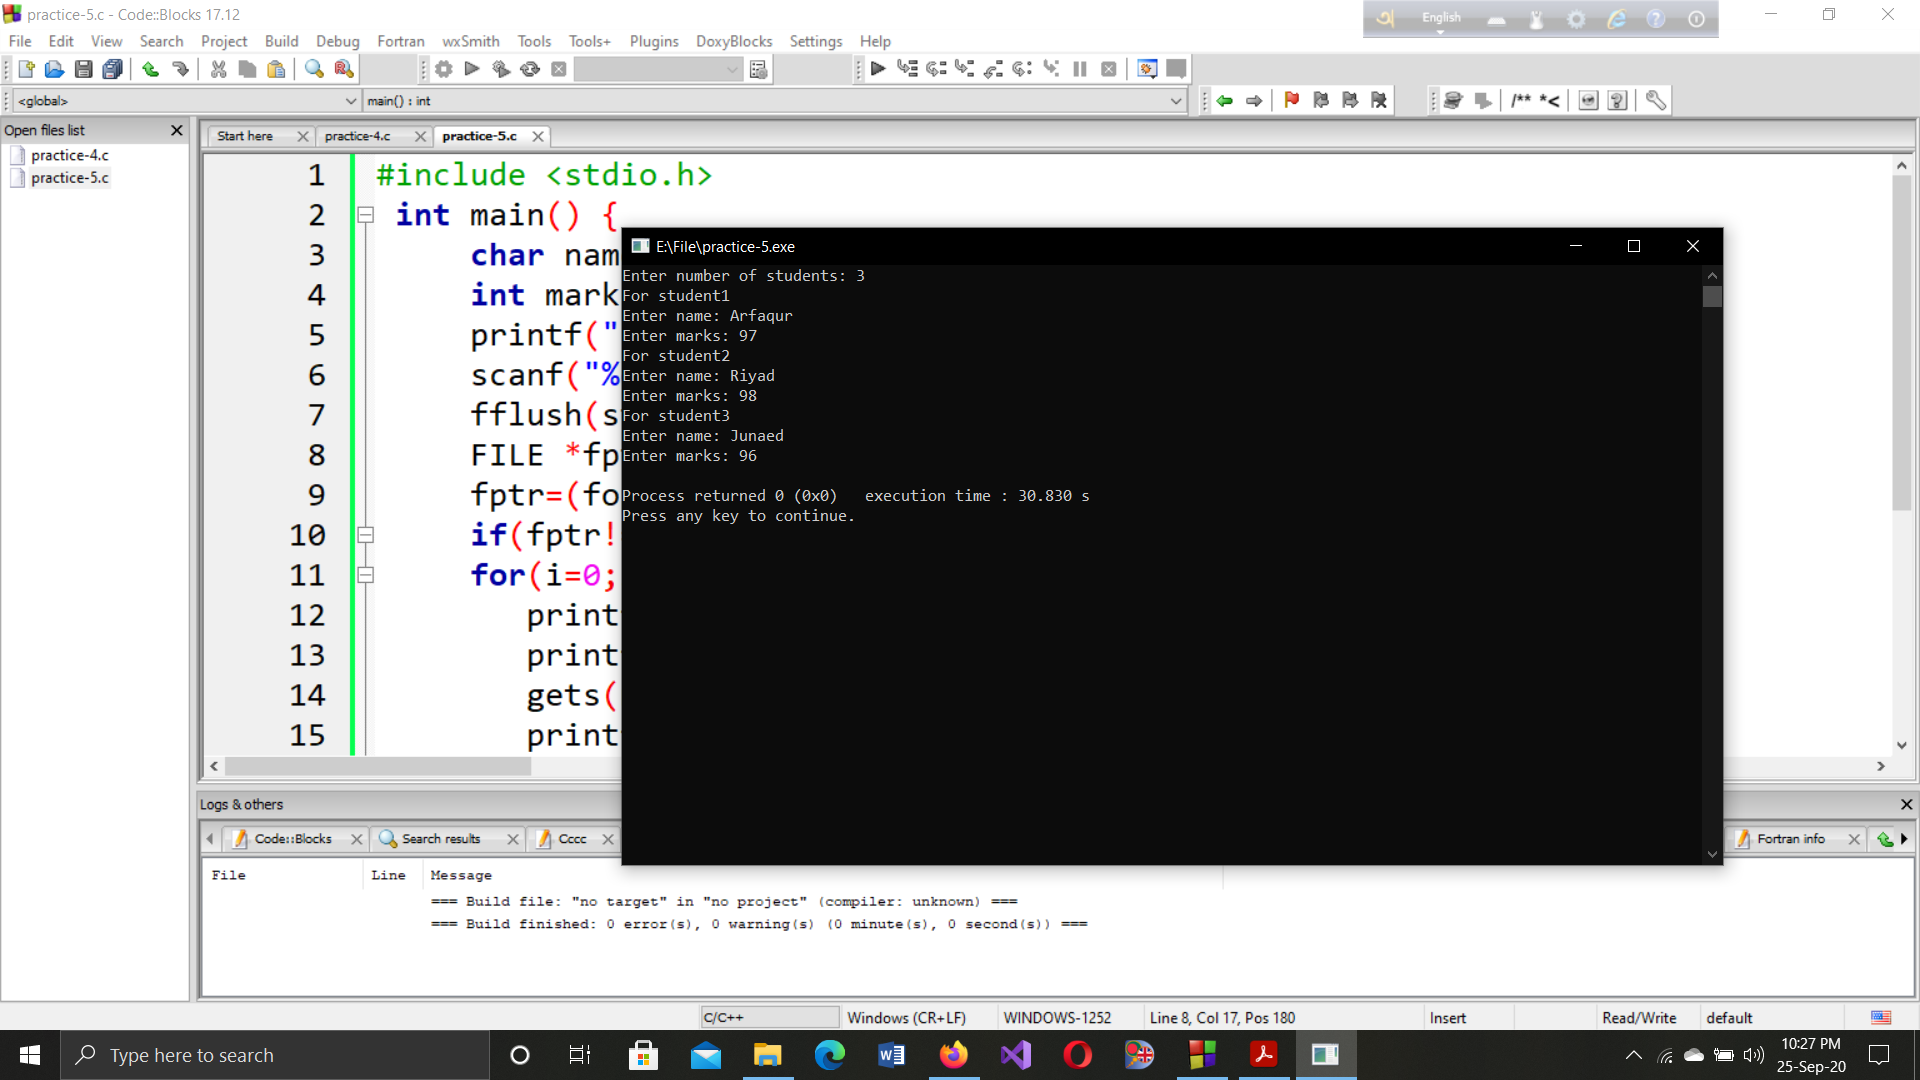 practice-5.c - Code::Blocks 17.12
English
File Edit View Search Project Build Debug Fortran wxSmith Tools Tools+ Plugins DoxyBlocks Settings Help
<global>
main() : int
/** *<
Open files list
practice-4.c
practice-5.c
Start here
practice-4.c
practice-5.c
1 #include <stdio.h>
2 int main() {
3 char nam
4 int mark
5 printf("
6 scanf("%
7 fflush(s
8 FILE *fp
9 fptr=(fo
10 if(fptr!
11 for(i=0;
12 print
13 print
14 gets(
15 print
E:\File\practice-5.exe
Enter number of students: 3
For student1
Enter name: Arfaqur
Enter marks: 97
For student2
Enter name: Riyad
Enter marks: 98
For student3
Enter name: Junaed
Enter marks: 96
Process returned 0 (0x0)   execution time : 30.830 s
Press any key to continue.
Logs & others
Code::Blocks
Search results
Cccc
Fortran info
File Line Message
=== Build file: "no target" in "no project" (compiler: unknown) ===
=== Build finished: 0 error(s), 0 warning(s) (0 minute(s), 0 second(s)) ===
C/C++ Windows (CR+LF) WINDOWS-1252 Line 8, Col 17, Pos 180 Insert Read/Write default
Type here to search
10:27 PM
25-Sep-20